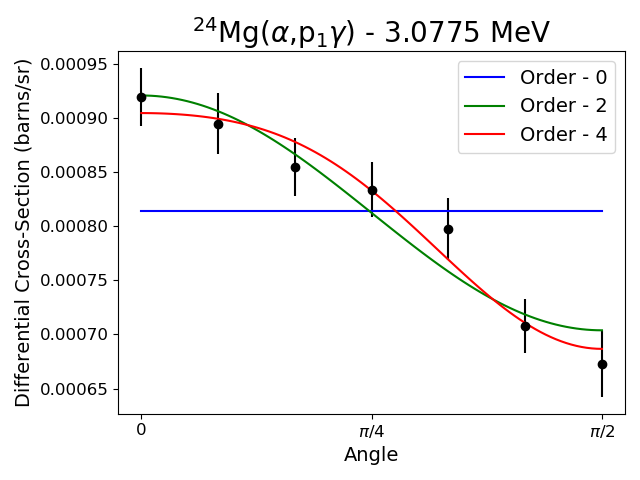 ²⁴Mg(α,p₁γ) - 3.0775 MeV
Differential Cross-Section (barns/sr)
0.00095
0.00090
0.00085
0.00080
0.00075
0.00070
0.00065
Order - 0
Order - 2
Order - 4
0
π/4
π/2
Angle